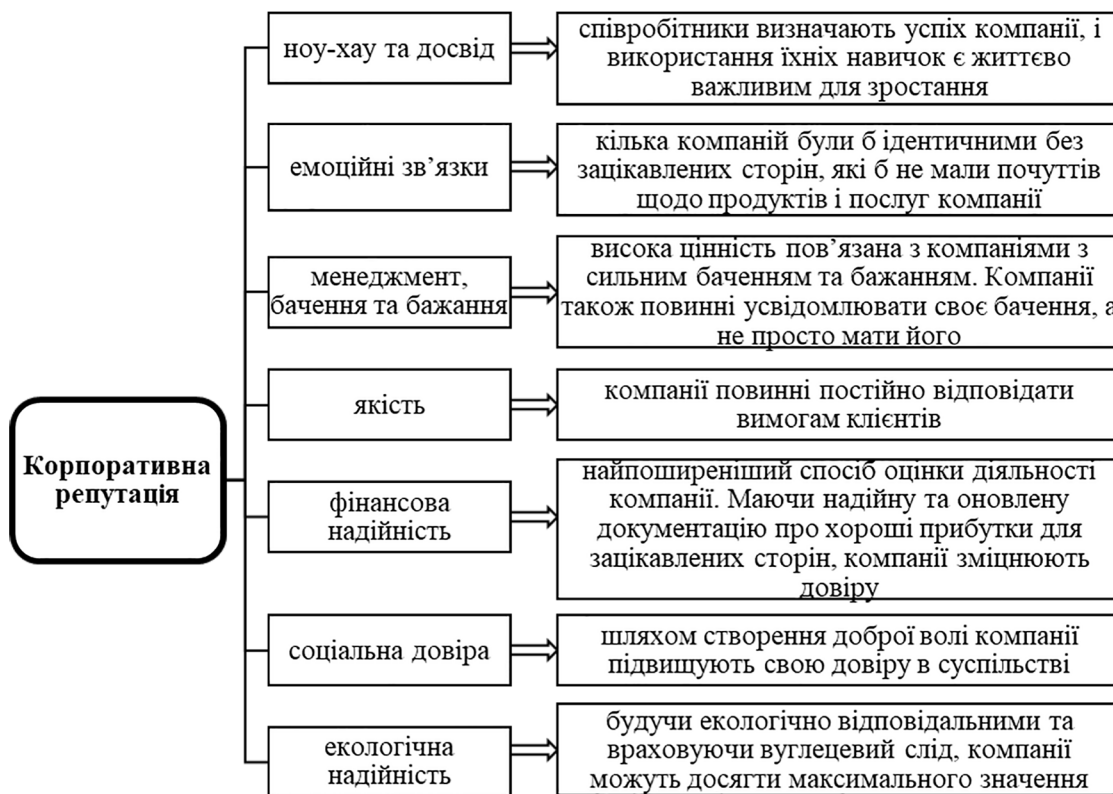 ноу-хау та досвід
співробітники визначають успіх компанії, і
використання їхніх навичок є життєво
важливим для зростання
емоційні зв’язки
кілька компаній були б ідентичними без
зацікавлених сторін, які б не мали почуттів
щодо продуктів і послуг компанії
менеджмент,
бачення та бажання
висока цінність пов’язана з компаніями з
сильним баченням та бажанням. Компанії
також повинні усвідомлювати своє бачення, а
не просто мати його
якість
компанії повинні постійно відповідати
вимогам клієнтів
Корпоративна
репутація
фінансова
надійність
найпоширеніший спосіб оцінки діяльності
компанії. Маючи надійну та оновлену
документацію про хороші прибутки для
зацікавлених сторін, компанії зміцнюють
довіру
соціальна довіра
шляхом створення доброї волі компанії
підвищують свою довіру в суспільстві
екологічна
надійність
будучи екологічно відповідальними та
враховуючи вуглецевий слід, компанії
можуть досягти максимального значення